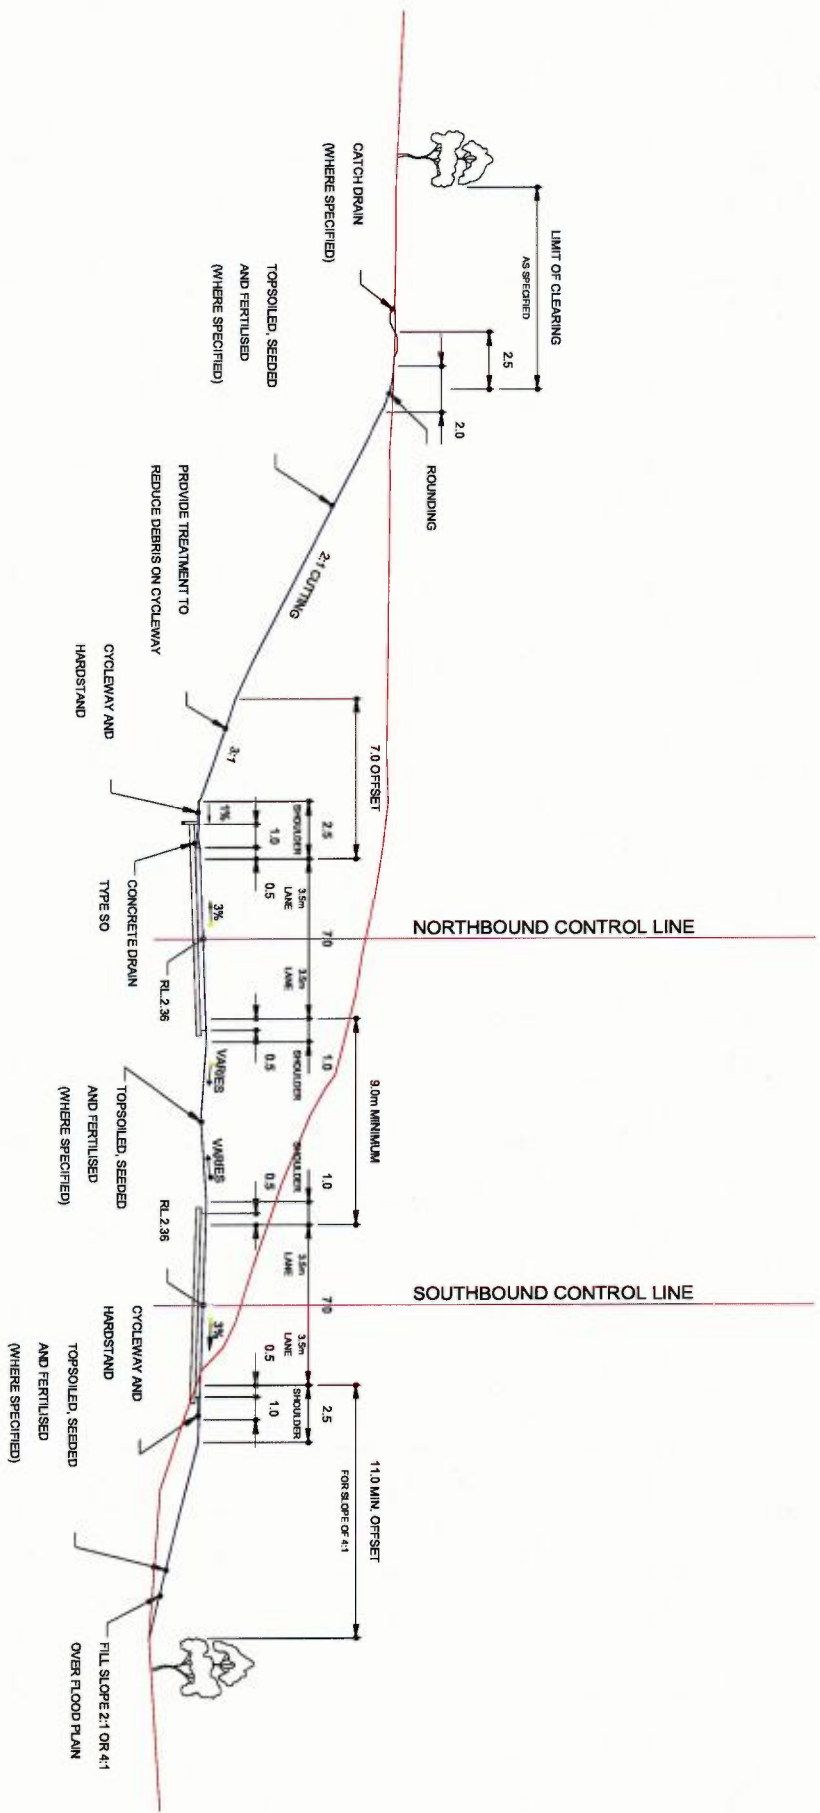 NORTHBOUND CONTROL LINE
SOUTHBOUND CONTROL LINE
LIMIT OF CLEARING
AS SPECIFIED
2.5
2.0
ROUNDING
CATCH DRAIN
(WHERE SPECIFIED)
TOPSOILED, SEEDED
AND FERTILISED
(WHERE SPECIFIED)
2:1 CUTTING
PROVIDE TREATMENT TO
REDUCE DEBRIS ON CYCLEWAY
3:1
CYCLEWAY AND
HARDSTAND
7.0 OFFSET
2.5
SHOULDER
1.0
1%
0.5
3.5m
LANE
7.0
3.5m
LANE
3%
CONCRETE DRAIN
TYPE SO
RL.2.36
9.0m MINIMUM
1.0
SHOULDER
0.5
VARIES
TOPSOILED, SEEDED
AND FERTILISED
(WHERE SPECIFIED)
1.0
SHOULDER
0.5
VARIES
RL.2.36
3.5m
LANE
7.0
3.5m
LANE
3%
0.5
2.5
SHOULDER
1.0
CYCLEWAY AND
HARDSTAND
11.0 MIN. OFFSET
FOR SLOPE OF 4:1
TOPSOILED, SEEDED
AND FERTILISED
(WHERE SPECIFIED)
FILL SLOPE 2:1 OR 4:1
OVER FLOOD PLAIN